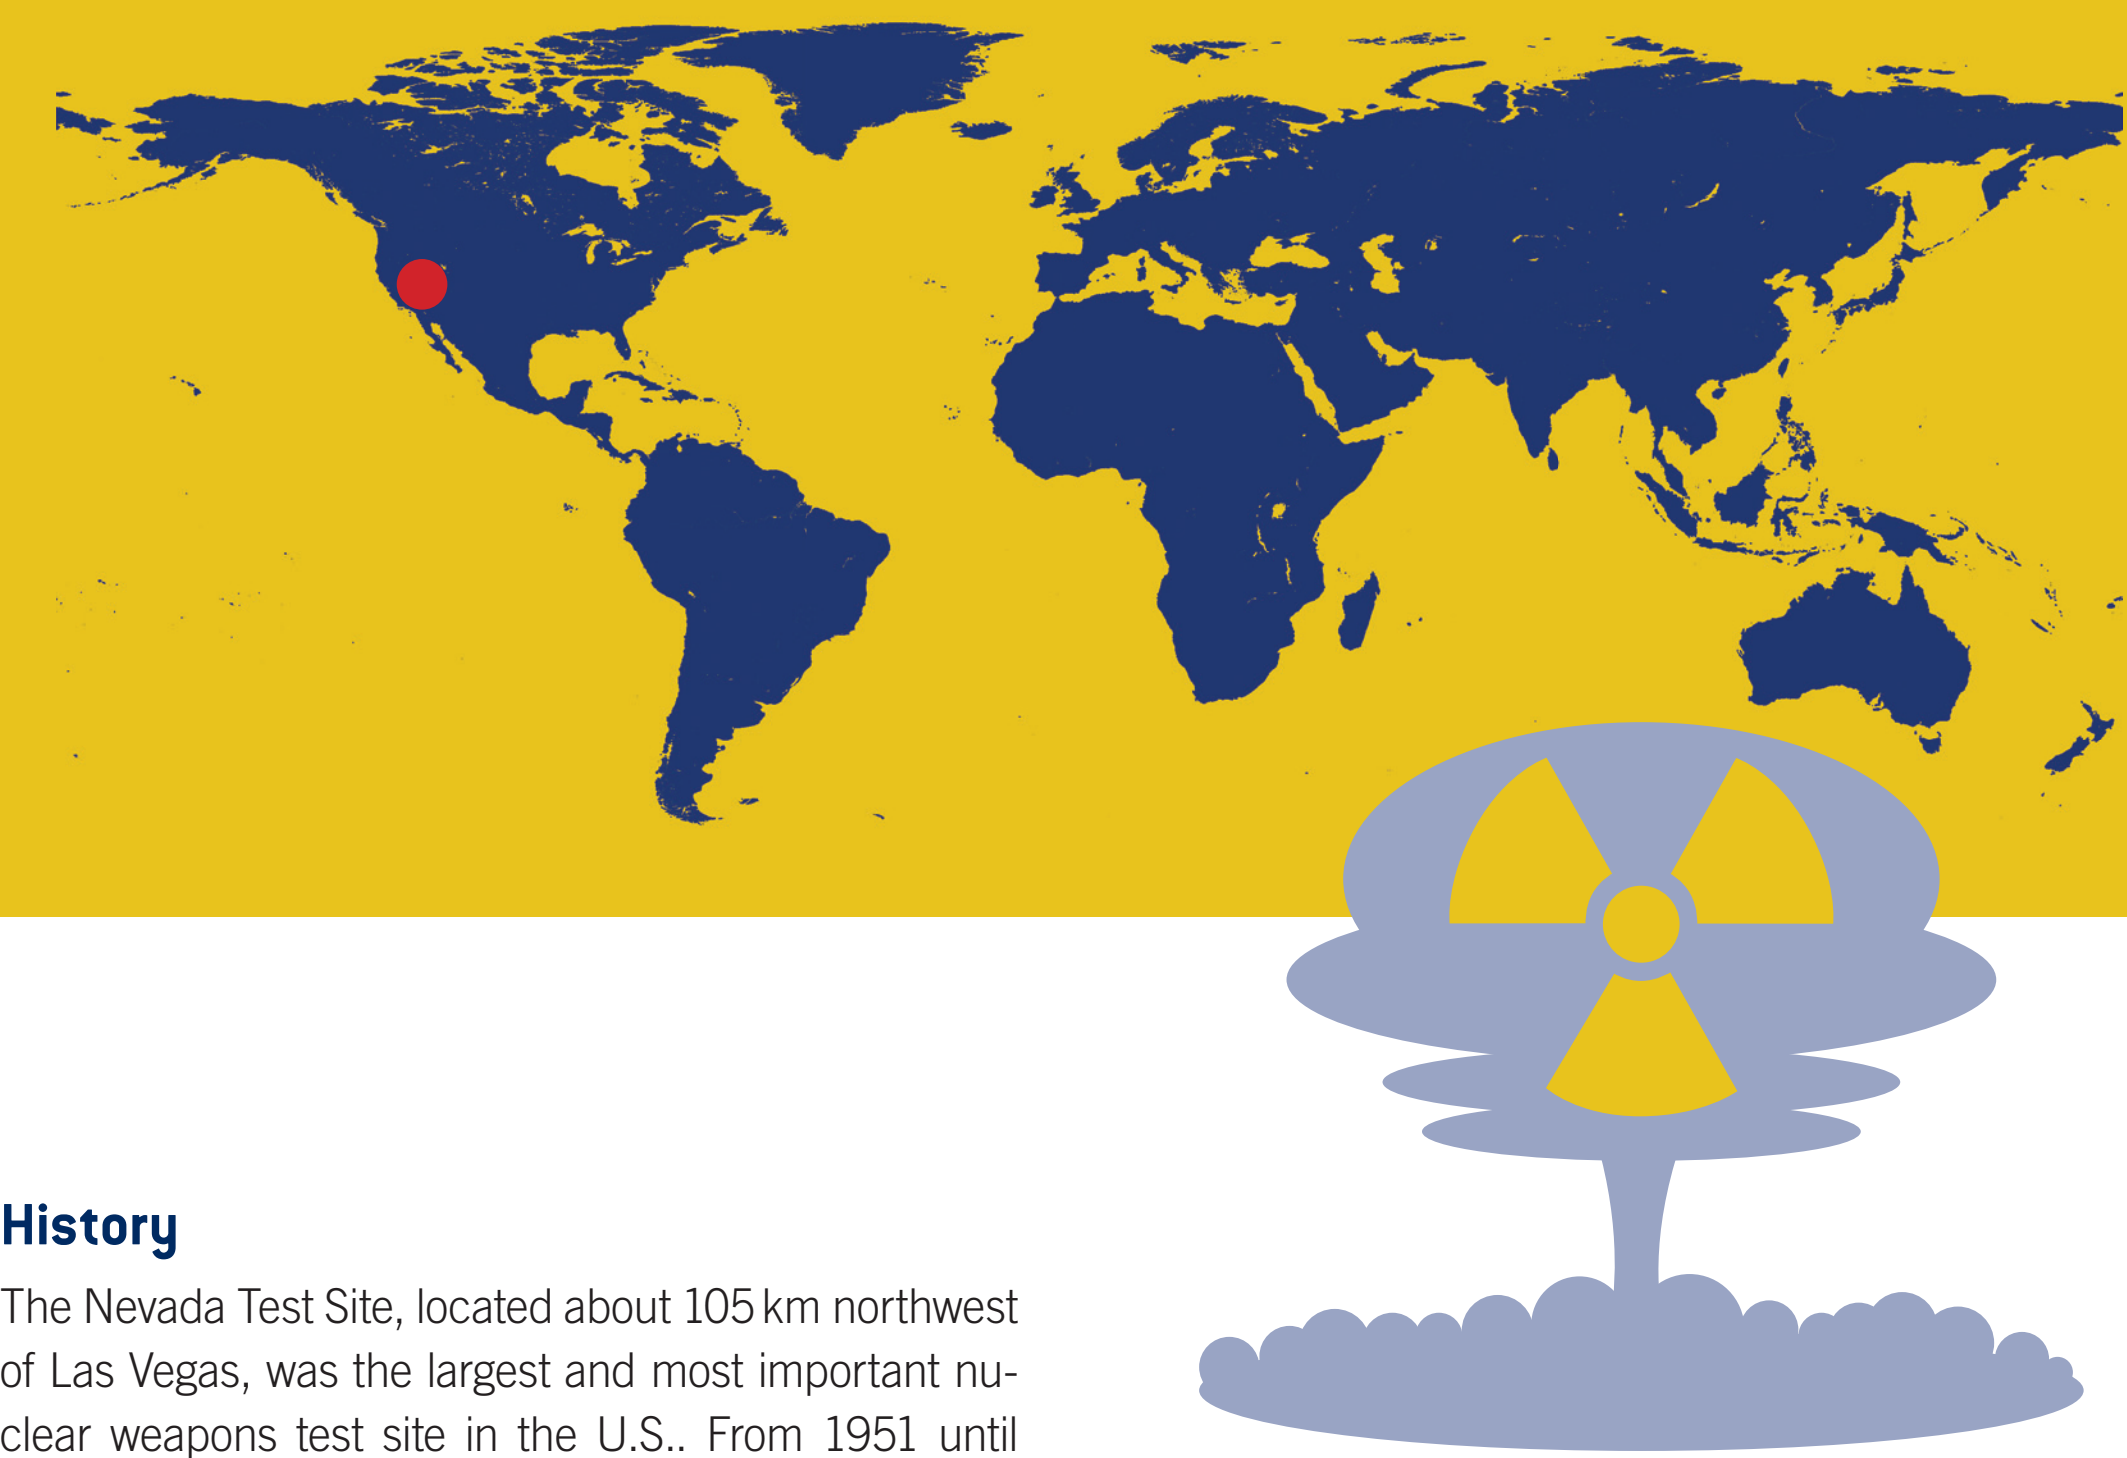 History
The Nevada Test Site, located about 105 km northwest
of Las Vegas, was the largest and most important nu-
clear weapons test site in the U.S.. From 1951 until